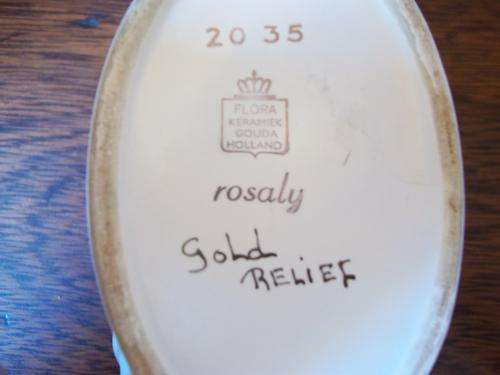 20 35
FLORA
KERAMIEK
GOUDA
HOLLAND
rosaly
Gold
RELIEF